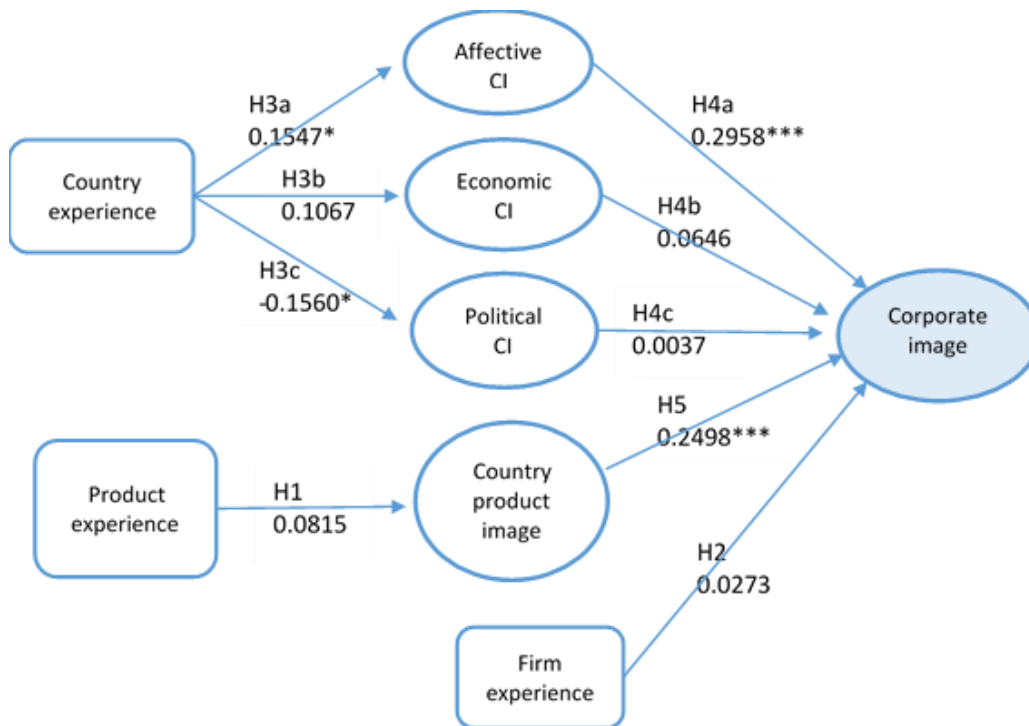 Affective
CI
H3a
0.1547*
H4a
0.2958***
Country
experience
H3b
0.1067
Economic
CI
H4b
0.0646
H3c
-0.1560*
Political
CI
H4c
0.0037
Corporate
image
H5
0.2498***
Product
experience
H1
0.0815
Country
product
image
H2
0.0273
Firm
experience